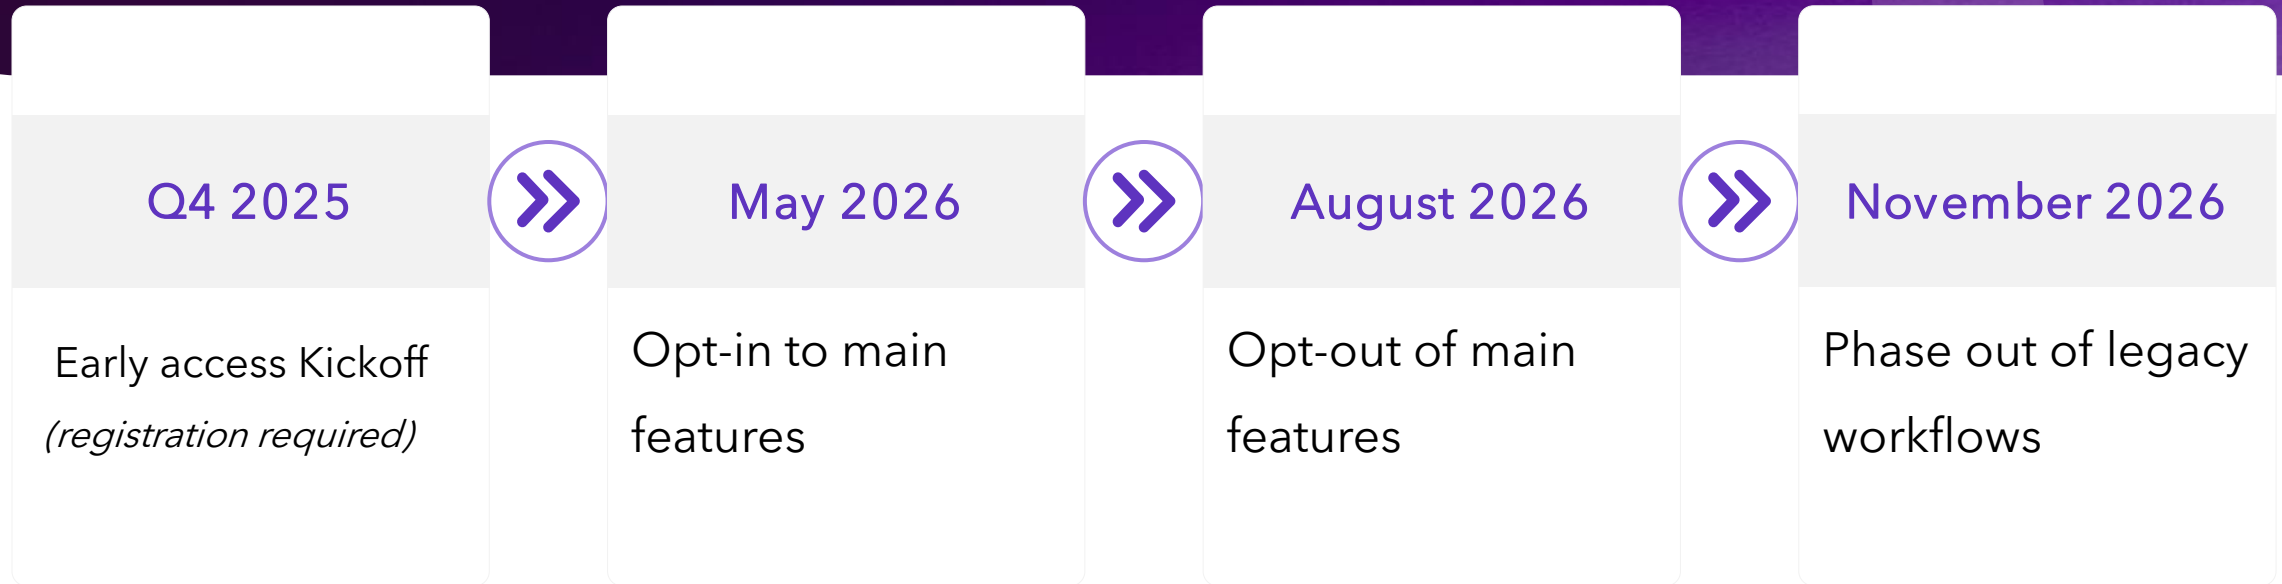 Q4 2025
Early access Kickoff
(registration required)
May 2026
Opt-in to main
features
August 2026
Opt-out of main
features
November 2026
Phase out of legacy
workflows